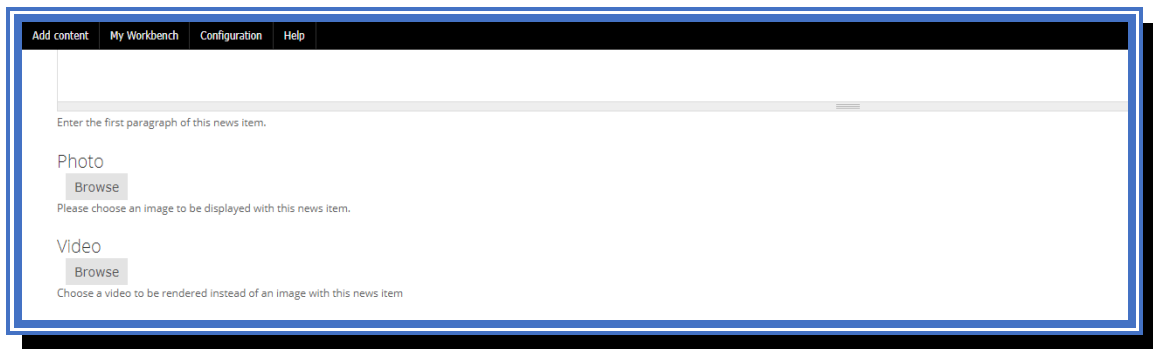 Add content My Workbench Configuration Help
Enter the first paragraph of this news item.
Photo
Browse
Please choose an image to be displayed with this news item.
Video
Browse
Choose a video to be rendered instead of an image with this news item